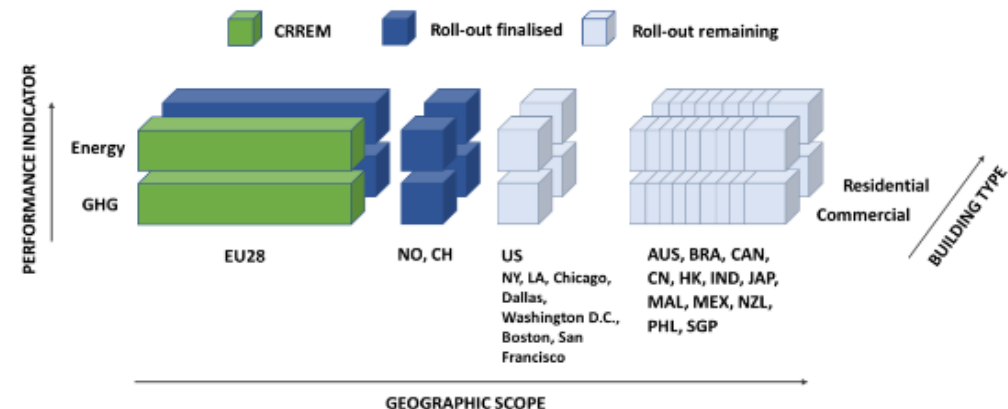 CRREM
Roll-out finalised
Roll-out remaining
PERFORMANCE INDICATOR
Energy
GHG
Residential
Commercial
BUILDING TYPE
EU28
NO, CH
US
NY, LA, Chicago,
Dallas,
Washington D.C.,
Boston, San
Francisco
AUS, BRA, CAN,
CN, HK, IND, JAP,
MAL, MEX, NZL,
PHL, SGP
GEOGRAPHIC SCOPE